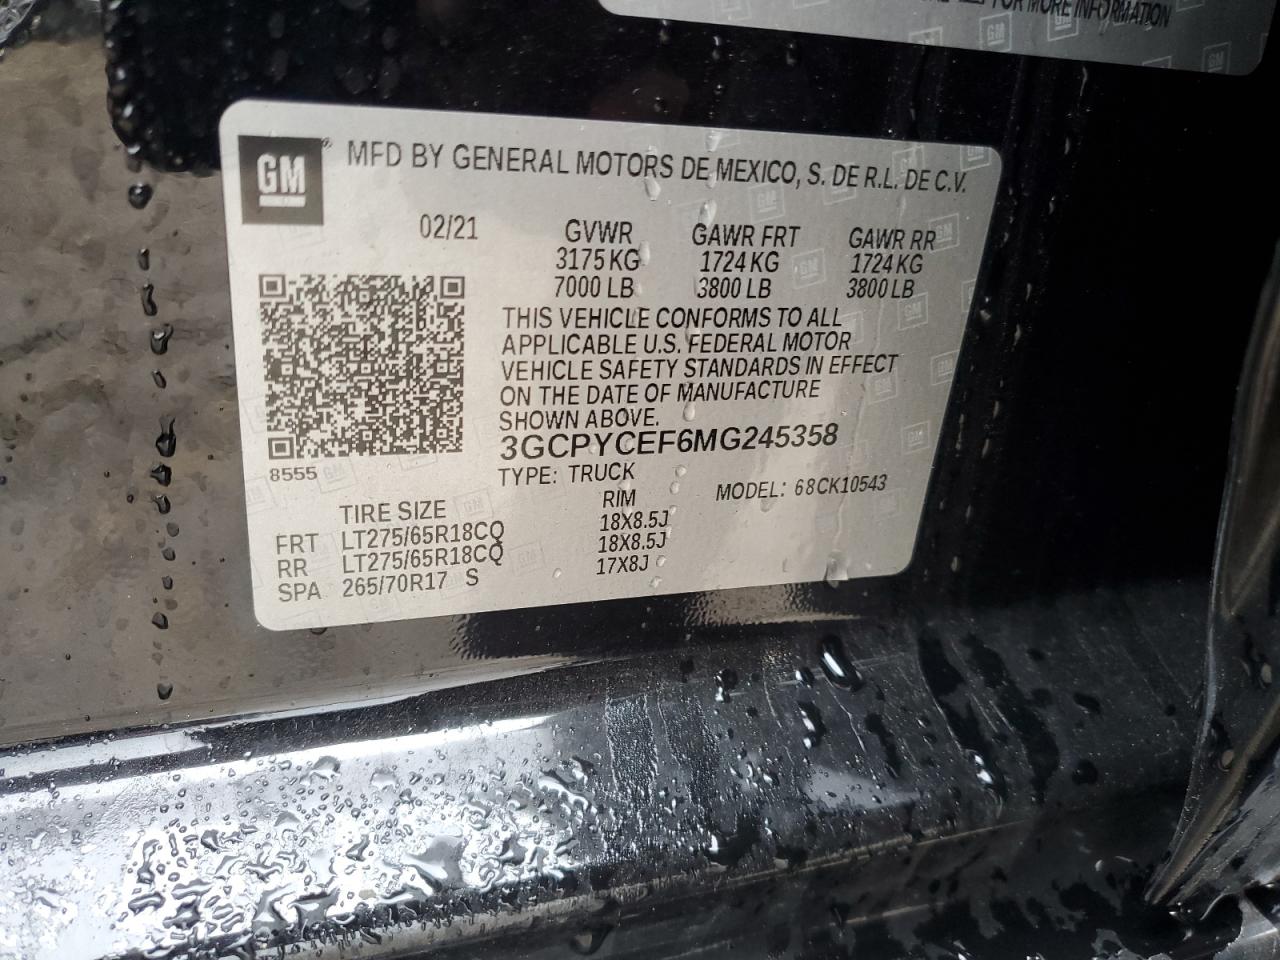 FOR MORE INFORMATION
GM
MFD BY GENERAL MOTORS DE MEXICO, S. DE R.L. DE C.V.
02/21 GVWR GAWR FRT GAWR RR
3175 KG 1724 KG 1724 KG
7000 LB 3800 LB 3800 LB
THIS VEHICLE CONFORMS TO ALL
APPLICABLE U.S. FEDERAL MOTOR
VEHICLE SAFETY STANDARDS IN EFFECT
ON THE DATE OF MANUFACTURE
SHOWN ABOVE.
3GCPYCEF6MG245358
8555
TYPE: TRUCK
MODEL: 68CK10543
TIRE SIZE RIM
FRT LT275/65R18CQ 18X8.5J
RR LT275/65R18CQ 18X8.5J
SPA 265/70R17 S 17X8J